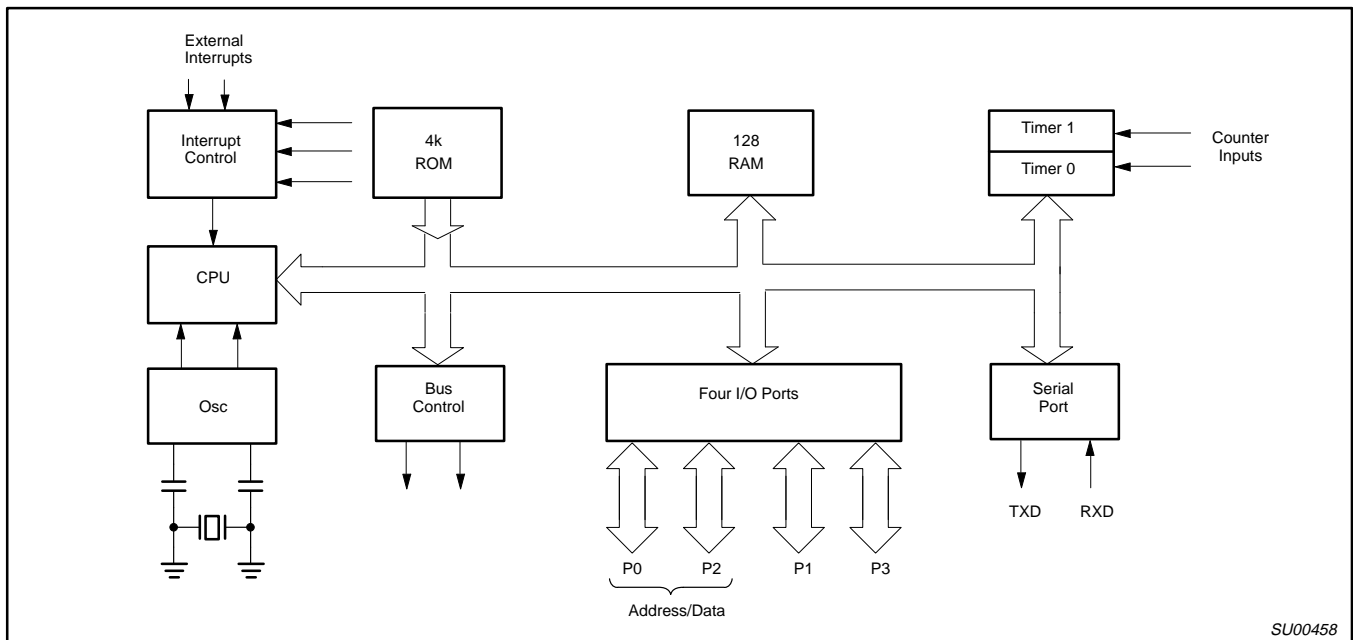 External
Interrupts
Interrupt
Control
4k
ROM
128
RAM
Timer 1
Timer 0
Counter
Inputs
CPU
Osc
Bus
Control
Four I/O Ports
Serial
Port
TXD
RXD
P0
P2
P1
P3
Address/Data
SU00458